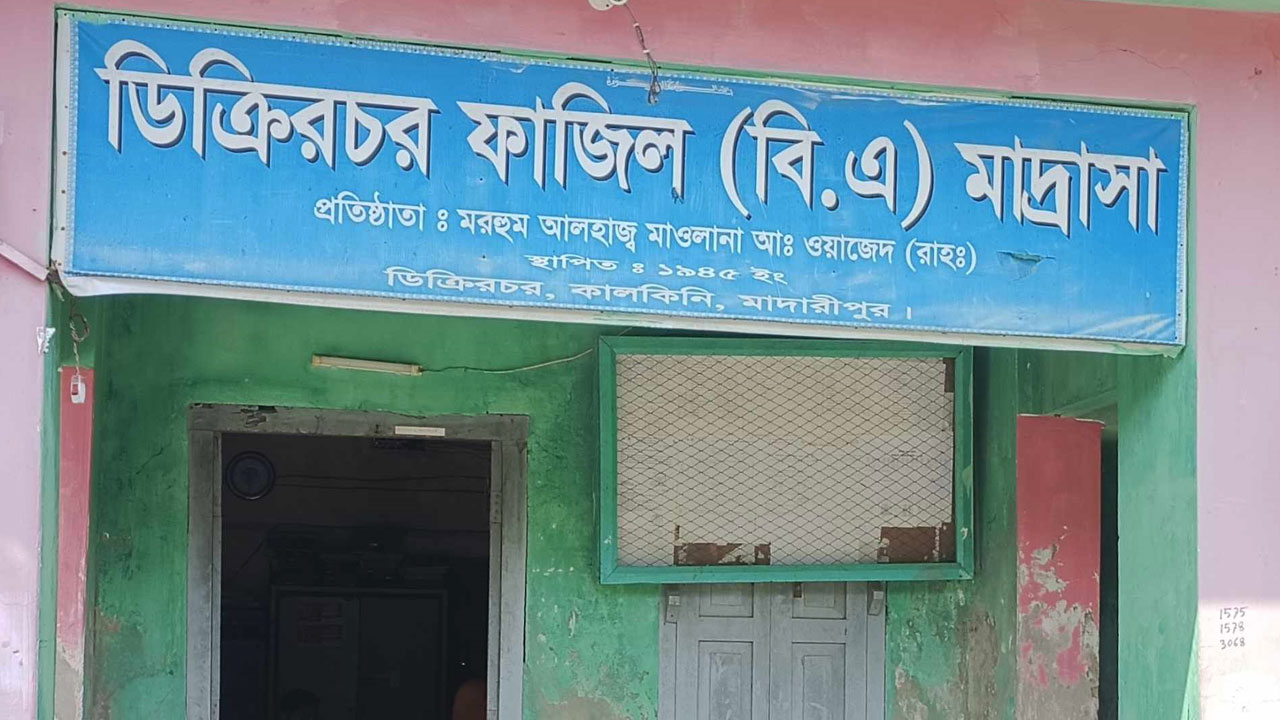 ডিক্রিরচর ফাজিল (বি.এ) মাদ্রাসা
প্রতিষ্ঠাতা ঃ মরহুম আলহাজ্ব মাওলানা আঃ ওয়াজেদ (রাহঃ)
স্থাপিত ঃ ১৯৪৫ ইং
ডিক্রিরচর, কালকিনি, মাদারীপুর।
1575
1578
3068